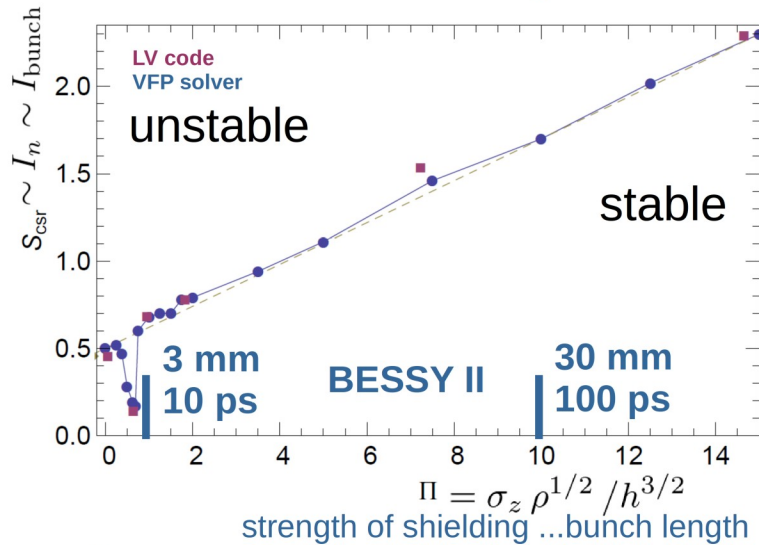 LV code
VFP solver
unstable
stable
S_csr ~ I_n ~ I_bunch
2.0
1.5
1.0
0.5
0.0
3 mm
10 ps
BESSY II
30 mm
100 ps
0 2 4 6 8 10 12 14
Π = σ_z ρ^{1/2} / h^{3/2}
strength of shielding ...bunch length